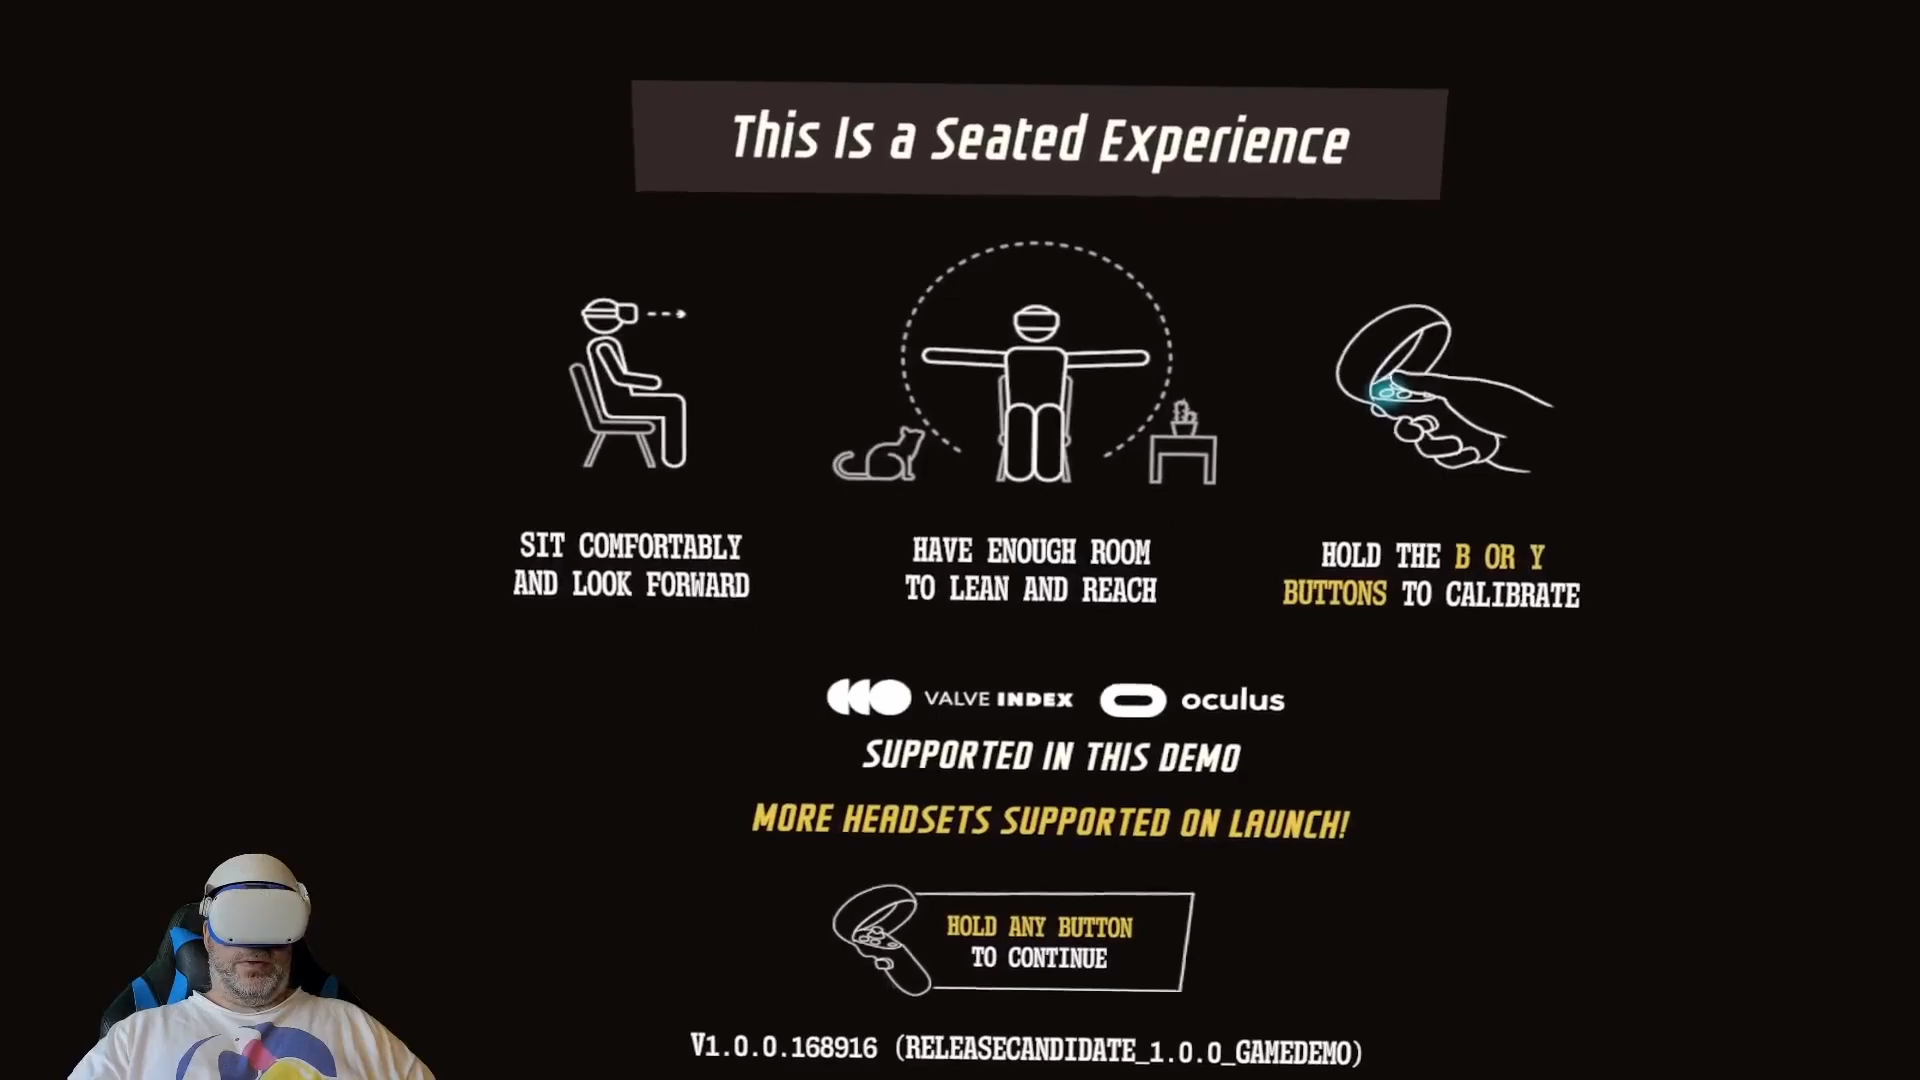 This Is a Seated Experience
SIT COMFORTABLY
AND LOOK FORWARD
HAVE ENOUGH ROOM
TO LEAN AND REACH
HOLD THE B OR Y
BUTTONS TO CALIBRATE
VALVE INDEX
oculus
SUPPORTED IN THIS DEMO
MORE HEADSETS SUPPORTED ON LAUNCH!
HOLD ANY BUTTON
TO CONTINUE
V1.0.0.168916 (RELEASECANDIDATE_1.0.0_GAMEDEMO)